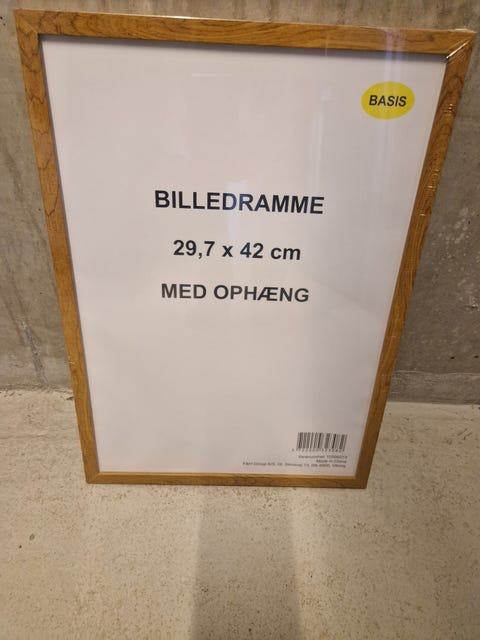 BASIS
BILLEDRAMME
29,7 x 42 cm
MED OPHÆNG
Made in China